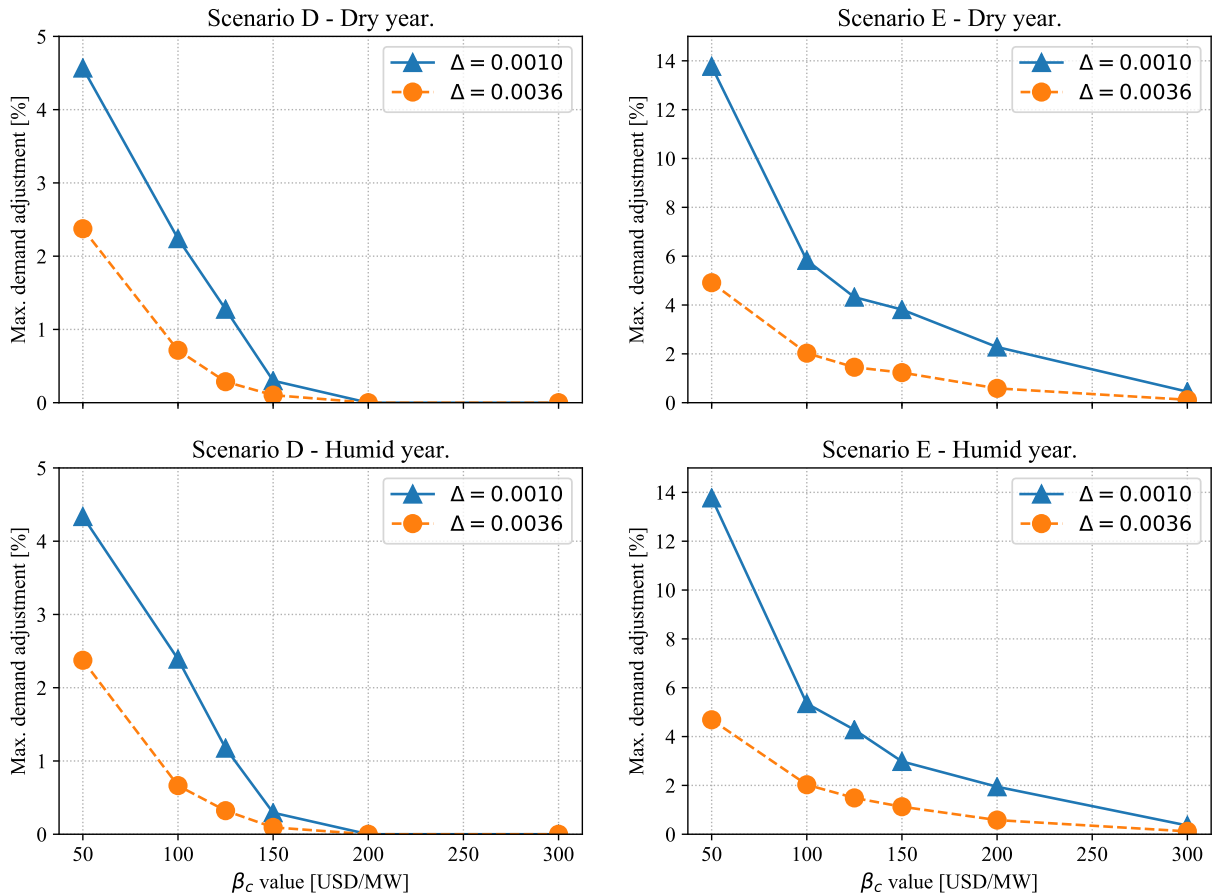 Scenario D - Dry year.
Max. demand adjustment [%]
5
4
3
2
1
0
Δ = 0.0010
Δ = 0.0036
Scenario E - Dry year.
Max. demand adjustment [%]
14
12
10
8
6
4
2
0
Δ = 0.0010
Δ = 0.0036
Scenario D - Humid year.
Max. demand adjustment [%]
5
4
3
2
1
0
Δ = 0.0010
Δ = 0.0036
50 100 150 200 250 300
β_c value [USD/MW]
Scenario E - Humid year.
Max. demand adjustment [%]
14
12
10
8
6
4
2
0
Δ = 0.0010
Δ = 0.0036
50 100 150 200 250 300
β_c value [USD/MW]